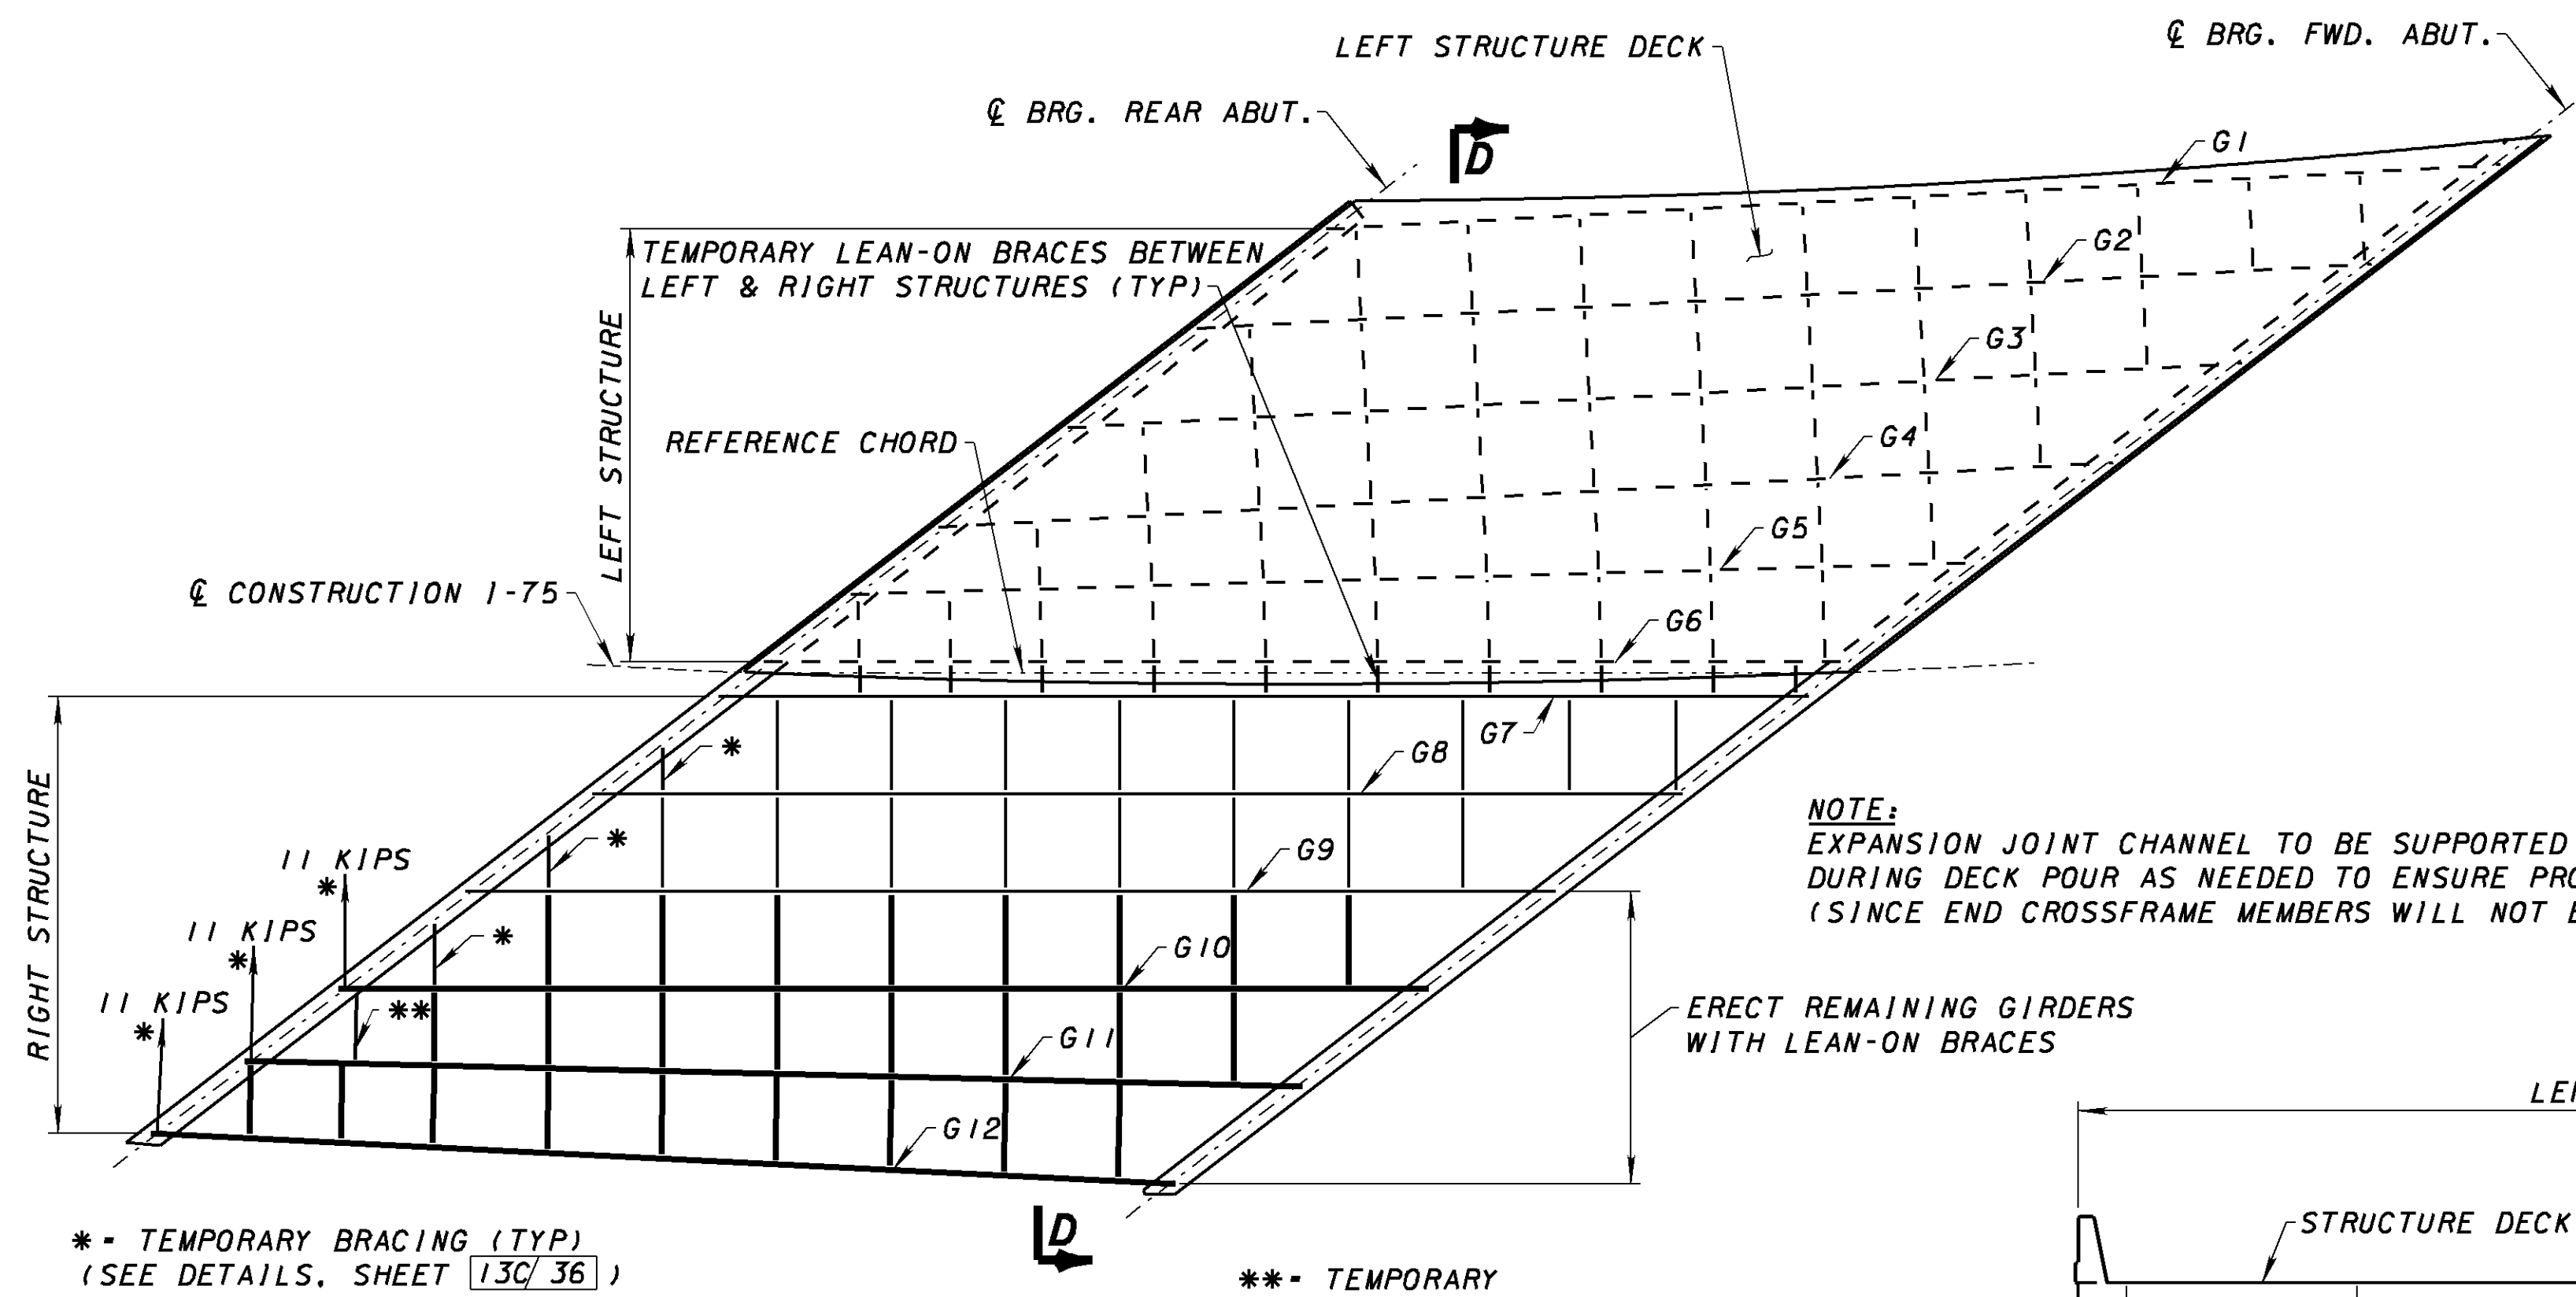 ℄ BRG. FWD. ABUT.
LEFT STRUCTURE DECK
℄ BRG. REAR ABUT.
D
G1
G2
TEMPORARY LEAN-ON BRACES BETWEEN
LEFT & RIGHT STRUCTURES (TYP)
LEFT STRUCTURE
G3
REFERENCE CHORD
G4
G5
℄ CONSTRUCTION I-75
G6
G7
*
G8
NOTE:
EXPANSION JOINT CHANNEL TO BE SUPPORTED
DURING DECK POUR AS NEEDED TO ENSURE
(SINCE END CROSSFRAME MEMBERS WILL NOT
RIGHT STRUCTURE
*
G9
11 KIPS
*
*
11 KIPS
*
G10
11 KIPS
*
**
ERECT REMAINING GIRDERS
WITH LEAN-ON BRACES
G11
G12
D
STRUCTURE DECK
* - TEMPORARY BRACING (TYP)
(SEE DETAILS, SHEET 13C/36 )
** - TEMPORARY